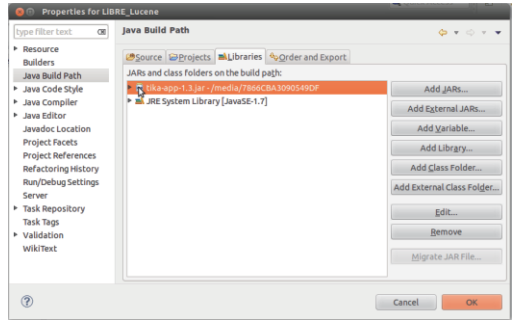 Properties for LIBRE_Lucene
type filter text
Resource
Builders
Java Build Path
Java Code Style
Java Compiler
Java Editor
Javadoc Location
Project Facets
Project References
Refactoring History
Run/Debug Settings
Server
Task Repository
Task Tags
Validation
WikiText
Java Build Path
Source Projects Libraries Order and Export
JARs and class folders on the build path:
tika-app-1.3.jar - /media/7866CBA3090549DF
JRE System Library [JavaSE-1.7]
Add JARs...
Add External JARs...
Add Variable...
Add Library...
Add Class Folder...
Add External Class Folder...
Edit...
Remove
Migrate JAR File...
?
Cancel OK